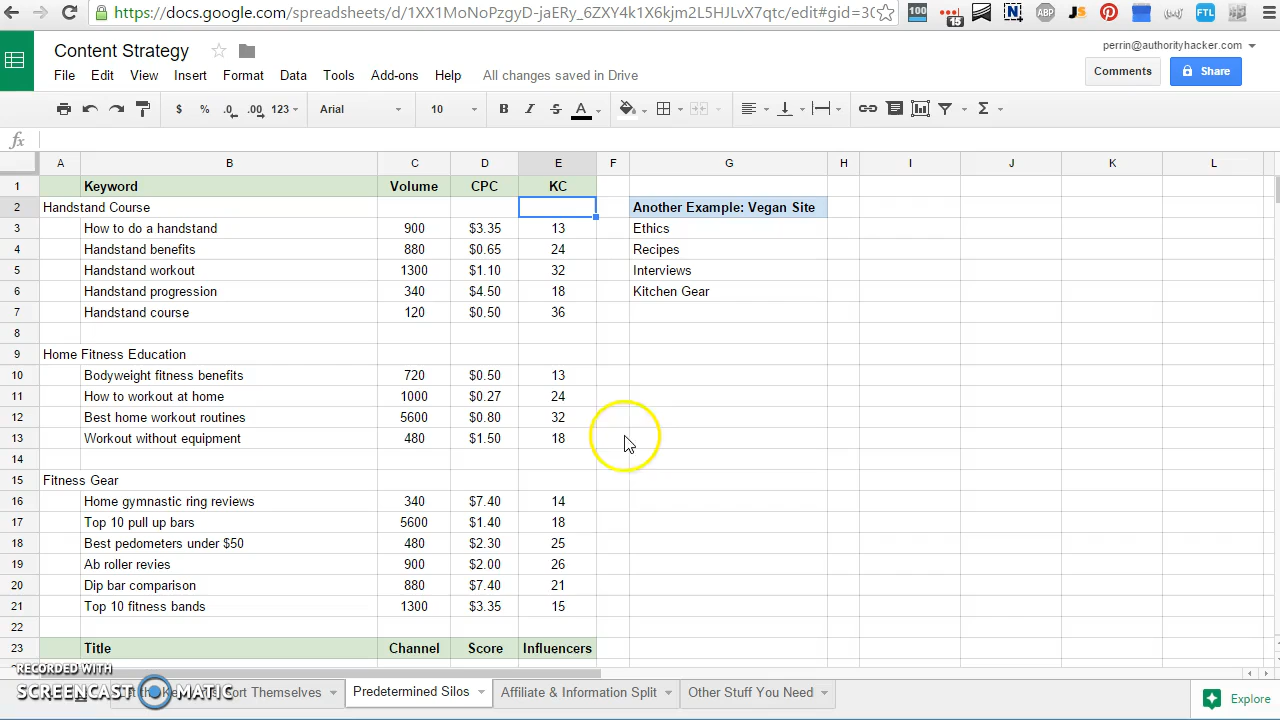 https://docs.google.com/spreadsheets/d/1XX1MoNoPzgyD-jaERy_6ZXY4k1X6kjm2L5HJLvX7qtc/edit#gid=30
100 15 N ABP JS FTL
Content Strategy
perrin@authorityhacker.com
File Edit View Insert Format Data Tools Add-ons Help All changes saved in Drive
Comments Share
$ % .0 .00 123 Arial 10 B I S A Σ
fx
A B C D E F G H I J K L
1 Keyword Volume CPC KC
2 Handstand Course Another Example: Vegan Site
3 How to do a handstand 900 $3.35 13 Ethics
4 Handstand benefits 880 $0.65 24 Recipes
5 Handstand workout 1300 $1.10 32 Interviews
6 Handstand progression 340 $4.50 18 Kitchen Gear
7 Handstand course 120 $0.50 36
8
9 Home Fitness Education
10 Bodyweight fitness benefits 720 $0.50 13
11 How to workout at home 1000 $0.27 24
12 Best home workout routines 5600 $0.80 32
13 Workout without equipment 480 $1.50 18
14
15 Fitness Gear
16 Home gymnastic ring reviews 340 $7.40 14
17 Top 10 pull up bars 5600 $1.40 18
18 Best pedometers under $50 480 $2.30 25
19 Ab roller revies 900 $2.00 26
20 Dip bar comparison 880 $7.40 21
21 Top 10 fitness bands 1300 $3.35 15
22
23 Title Channel Score Influencers
RECORDED WITH
SCREENCAST MATIC
ort Themselves Predetermined Silos Affiliate & Information Split Other Stuff You Need Explore